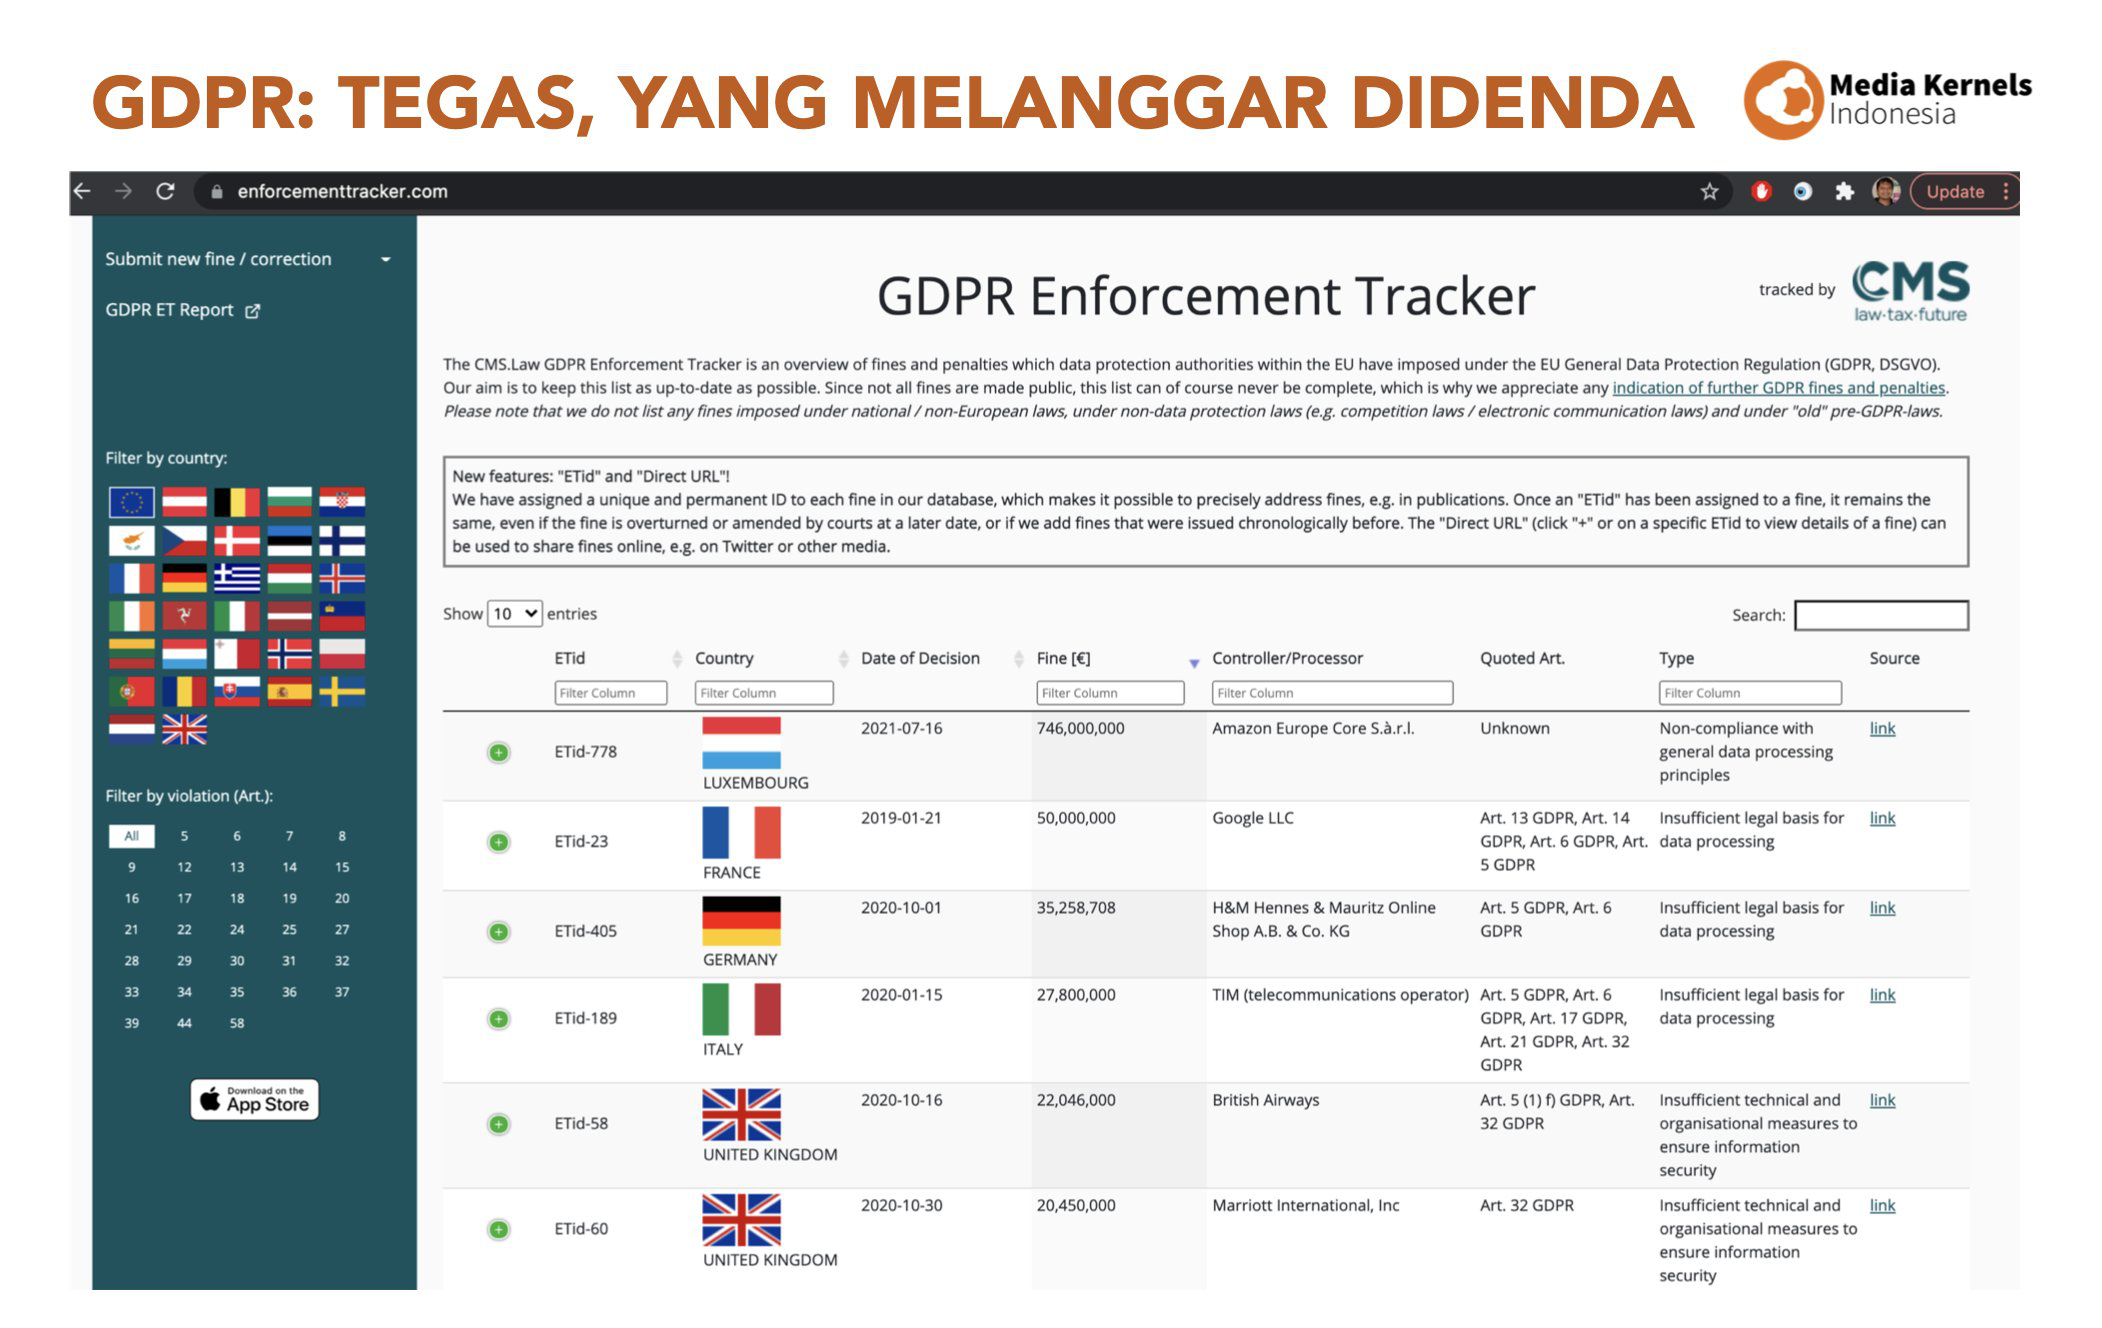 GDPR: TEGAS, YANG MELANGGAR DIDENDA
Media Kernels
Indonesia
enforcementtracker.com
Update
Submit new fine / correction
GDPR ET Report
Filter by country:
Filter by violation (Art.):
All 5 6 7 8
9 12 13 14 15
16 17 18 19 20
21 22 24 25 27
28 29 30 31 32
33 34 35 36 37
39 44 58
Download on the
App Store
GDPR Enforcement Tracker
tracked by
CMS
law·tax·future
The CMS.Law GDPR Enforcement Tracker is an overview of fines and penalties which data protection authorities within the EU have imposed under the EU General Data Protection Regulation (GDPR, DSGVO).
Our aim is to keep this list as up-to-date as possible. Since not all fines are made public, this list can of course never be complete, which is why we appreciate any indication of further GDPR fines and penalties.
Please note that we do not list any fines imposed under national / non-European laws, under non-data protection laws (e.g. competition laws / electronic communication laws) and under "old" pre-GDPR-laws.
New features: "ETid" and "Direct URL"!
We have assigned a unique and permanent ID to each fine in our database, which makes it possible to precisely address fines, e.g. in publications. Once an "ETid" has been assigned to a fine, it remains the
same, even if the fine is overturned or amended by courts at a later date, or if we add fines that were issued chronologically before. The "Direct URL" (click "+" or on a specific ETid to view details of a fine) can
be used to share fines online, e.g. on Twitter or other media.
Show 10 entries
Search:
ETid Country Date of Decision Fine [€] Controller/Processor Quoted Art. Type Source
Filter Column Filter Column Filter Column Filter Column Filter Column
2021-07-16 746,000,000 Amazon Europe Core S.à.r.l. Unknown Non-compliance with link
ETid-778 general data processing
LUXEMBOURG principles
2019-01-21 50,000,000 Google LLC Art. 13 GDPR, Art. 14 Insufficient legal basis for link
ETid-23 GDPR, Art. 6 GDPR, Art. data processing
FRANCE 5 GDPR
2020-10-01 35,258,708 H&M Hennes & Mauritz Online Art. 5 GDPR, Art. 6 Insufficient legal basis for link
ETid-405 Shop A.B. & Co. KG GDPR data processing
GERMANY
2020-01-15 27,800,000 TIM (telecommunications operator) Art. 5 GDPR, Art. 6 Insufficient legal basis for link
ETid-189 GDPR, Art. 17 GDPR, data processing
ITALY Art. 21 GDPR, Art. 32
GDPR
2020-10-16 22,046,000 British Airways Art. 5 (1) f) GDPR, Art. Insufficient technical and link
ETid-58 32 GDPR organisational measures to
UNITED KINGDOM ensure information
security
2020-10-30 20,450,000 Marriott International, Inc Art. 32 GDPR Insufficient technical and link
ETid-60 organisational measures to
UNITED KINGDOM ensure information
security